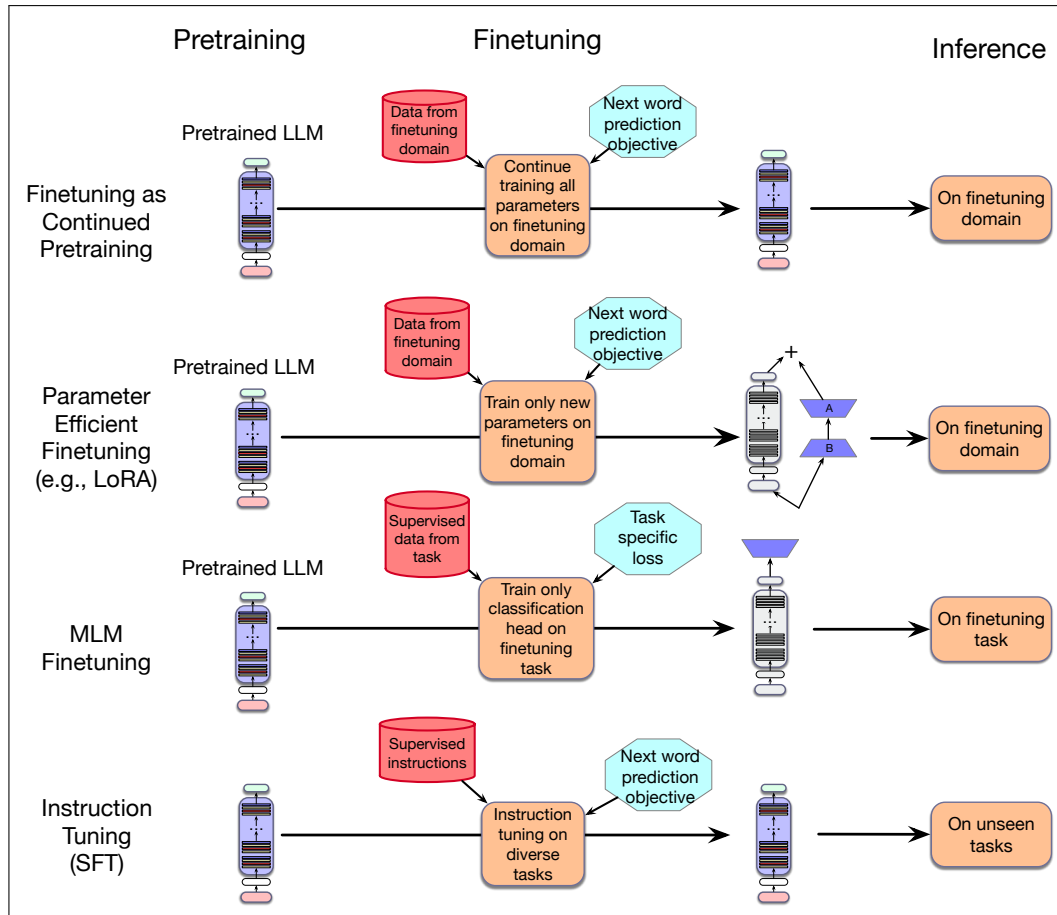 Pretraining
Finetuning
Inference
Finetuning as
Continued
Pretraining
Pretrained LLM
Data from
finetuning
domain
Next word
prediction
objective
Continue
training all
parameters
on finetuning
domain
On finetuning
domain
Parameter
Efficient
Finetuning
(e.g., LoRA)
Pretrained LLM
Data from
finetuning
domain
Next word
prediction
objective
Train only new
parameters on
finetuning
domain
+
A
B
On finetuning
domain
MLM
Finetuning
Pretrained LLM
Supervised
data from
task
Task
specific
loss
Train only
classification
head on
finetuning
task
On finetuning
task
Instruction
Tuning
(SFT)
Supervised
instructions
Next word
prediction
objective
Instruction
tuning on
diverse
tasks
On unseen
tasks